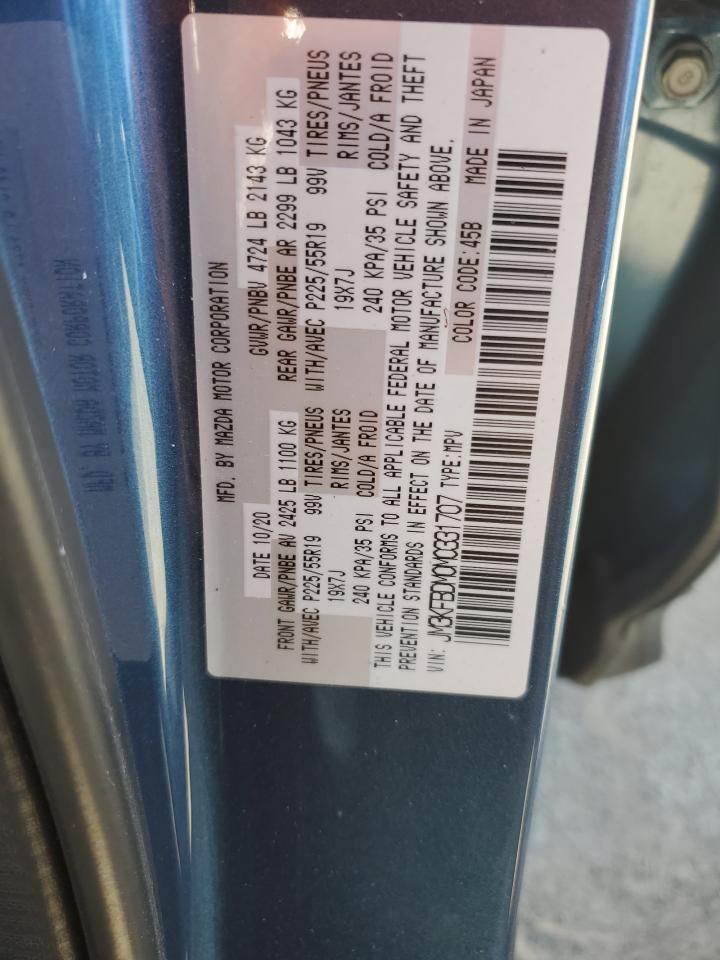 MFD. BY MAZDA MOTOR CORPORATION
DATE 10/20 GVWR/PNBV 4724 LB 2143 KG
FRONT GAWR/PNBE AV 2425 LB 1100 KG REAR GAWR/PNBE AR 2299 LB 1043 KG
WITH/AVEC P225/55R19 99V TIRES/PNEUS WITH/AVEC P225/55R19 99V TIRES/PNEUS
19X7J RIMS/JANTES 19X7J RIMS/JANTES
240 KPA/35 PSI COLD/A FROID 240 KPA/35 PSI COLD/A FROID
THIS VEHICLE CONFORMS TO ALL APPLICABLE FEDERAL MOTOR VEHICLE SAFETY AND THEFT
PREVENTION STANDARDS IN EFFECT ON THE DATE OF MANUFACTURE SHOWN ABOVE.
VIN: JM3KFBDM0M0331707 TYPE:MPV COLOR CODE:45B MADE IN JAPAN